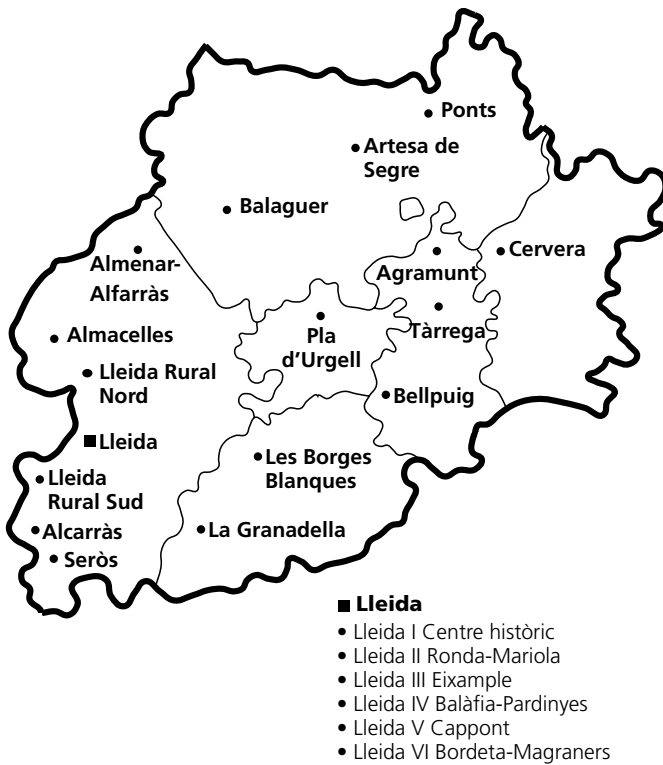 Ponts
Artesa de
Segre
Balaguer
Almenar-
Alfarràs
Agramunt
Cervera
Almacelles
Pla
d’Urgell
Tàrrega
Lleida Rural
Nord
Bellpuig
Lleida
Les Borges
Blanques
Lleida
Rural Sud
Alcarràs
La Granadella
Seròs
Lleida
• Lleida I Centre històric
• Lleida II Ronda-Mariola
• Lleida III Eixample
• Lleida IV Balàfia-Pardinyes
• Lleida V Cappont
• Lleida VI Bordeta-Magraners